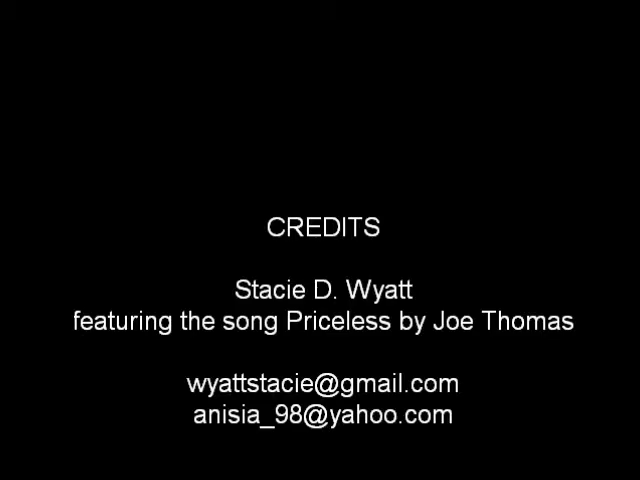 CREDITS
Stacie D. Wyatt
featuring the song Priceless by Joe Thomas
wyattstacie@gmail.com
anisia_98@yahoo.com